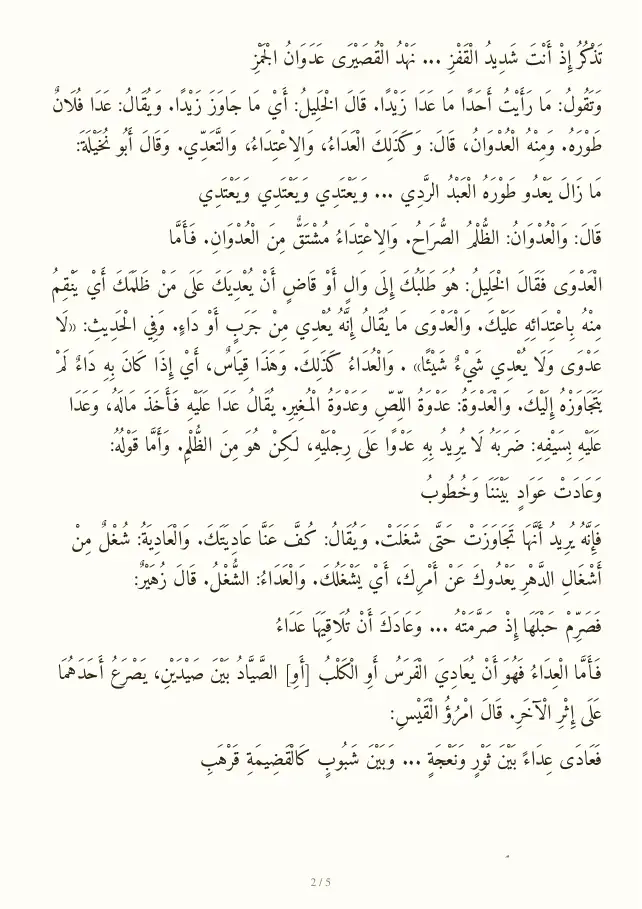 تَذْكُرُ إِذْ أَنْتَ شَدِيدُ الْقَفْزِ ... نَهْدُ الْقُصَيْرَى عَدَوَانُ الْجَمْزِ
وَتَقُولُ: مَا رَأَيْتُ أَحَدًا مَا عَدَا زَيْدًا. قَالَ الْخَلِيلُ: أَيْ مَا جَاوَزَ زَيْدًا. وَيُقَالُ: عَدَا فُلَانٌ
طَوْرَهُ. وَمِنْهُ الْعُدْوَانُ، قَالَ: وَكَذَلِكَ الْعَدَاءُ، وَالِاعْتِدَاءُ، وَالتَّعَدِّي. وَقَالَ أَبُو نُخَيْلَةَ:
مَا زَالَ يَعْدُو طَوْرَهُ الْعَبْدُ الرَّدِي ... وَيَعْتَدِي وَيَعْتَدِي وَيَعْتَدِي
قَالَ: وَالْعُدْوَانُ: الظُّلْمُ الصُّرَاحُ. وَالِاعْتِدَاءُ مُشْتَقٌّ مِنَ الْعُدْوَانِ. فَأَمَّا
الْعَدْوَى فَقَالَ الْخَلِيلُ: هُوَ طَلَبُكَ إِلَى وَالٍ أَوْ قَاضٍ أَنْ يُعْدِيَكَ عَلَى مَنْ ظَلَمَكَ أَيْ يَنْقِمُ
مِنْهُ بِاعْتِدَائِهِ عَلَيْكَ. وَالْعَدْوَى مَا يُقَالُ إِنَّهُ يُعْدِي مِنْ جَرَبٍ أَوْ دَاءٍ. وَفِي الْحَدِيثِ: «لَا
عَدْوَى وَلَا يُعْدِي شَيْءٌ شَيْئًا» . وَالْعُدَاءُ كَذَلِكَ. وَهَذَا قِيَاسٌ، أَيْ إِذَا كَانَ بِهِ دَاءٌ لَمْ
يَتَجَاوَزْهُ إِلَيْكَ. وَالْعَدْوَةُ: عَدْوَةُ اللِّصِّ وَعَدْوَةُ الْمُغِيرِ. يُقَالُ عَدَا عَلَيْهِ فَأَخَذَ مَالَهُ، وَعَدَا
عَلَيْهِ بِسَيْفِهِ: ضَرَبَهُ لَا يُرِيدُ بِهِ عَدْوًا عَلَى رِجْلَيْهِ، لَكِنْ هُوَ مِنَ الظُّلْمِ. وَأَمَّا قَوْلُهُ:
وَعَادَتْ عَوَادٍ بَيْنَنَا وَخُطُوبُ
فَإِنَّهُ يُرِيدُ أَنَّهَا تَجَاوَزَتْ حَتَّى شَغَلَتْ. وَيُقَالُ: كُفَّ عَنَّا عَادِيَتَكَ. وَالْعَادِيَةُ: شُغْلٌ مِنْ
أَشْغَالِ الدَّهْرِ يَعْدُوكَ عَنْ أَمْرِكَ، أَيْ يَشْغَلُكَ. وَالْعَدَاءُ: الشُّغْلُ. قَالَ زُهَيْرٌ:
فَصَرِّمْ حَبْلَهَا إِذْ صَرَّمَتْهُ ... وَعَادَكَ أَنْ تُلَاقِيَهَا عَدَاءُ
فَأَمَّا الْعِدَاءُ فَهُوَ أَنْ يُعَادِيَ الْفَرَسُ أَوِ الْكَلْبُ [أَوِ] الصَّيَّادُ بَيْنَ صَيْدَيْنِ، يَصْرَعُ أَحَدَهُمَا
عَلَى إِثْرِ الْآخَرِ. قَالَ امْرُؤُ الْقَيْسِ:
فَعَادَى عِدَاءً بَيْنَ ثَوْرٍ وَنَعْجَةٍ ... وَبَيْنَ شَبُوبٍ كَالْقَضِيمَةِ قَرْهَبِ
2 / 5